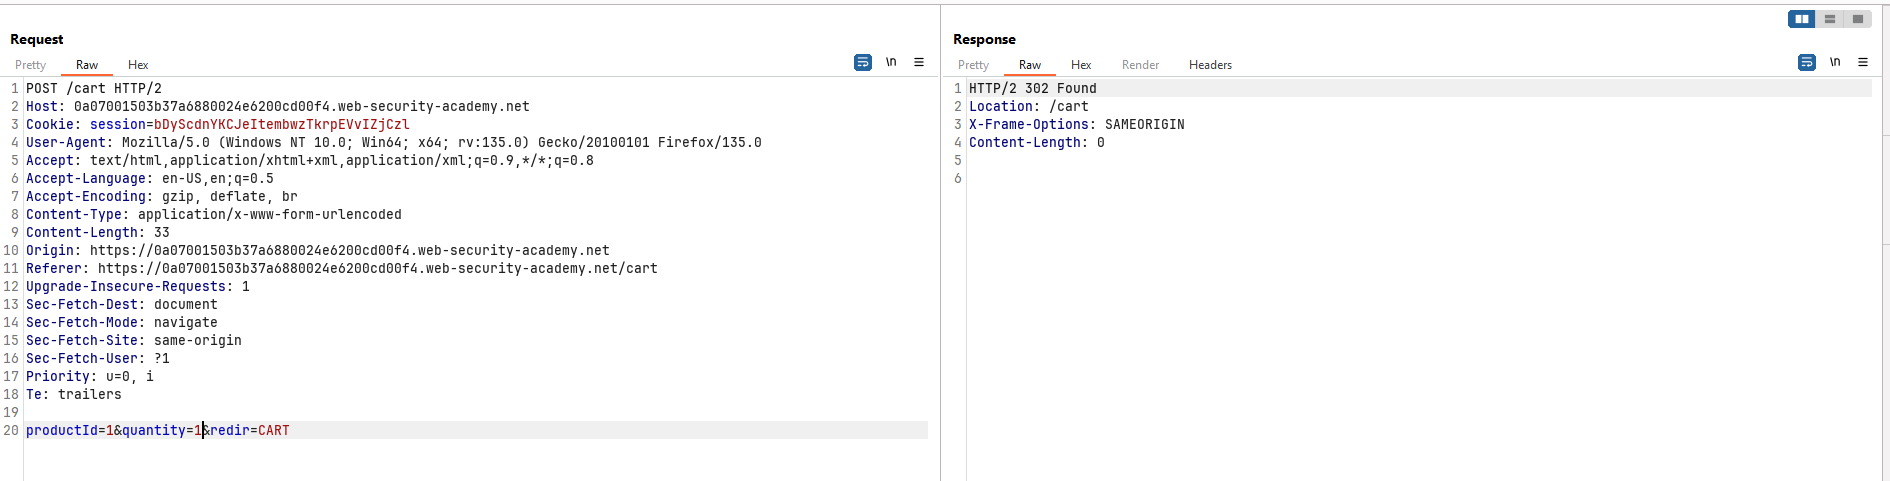 Request
Pretty Raw Hex \n
1 POST /cart HTTP/2
2 Host: 0a07001503b37a6880024e6200cd00f4.web-security-academy.net
3 Cookie: session=bDyScdnYKCJeItembwzTkrpEVvIZjCzl
4 User-Agent: Mozilla/5.0 (Windows NT 10.0; Win64; x64; rv:135.0) Gecko/20100101 Firefox/135.0
5 Accept: text/html,application/xhtml+xml,application/xml;q=0.9,*/*;q=0.8
6 Accept-Language: en-US,en;q=0.5
7 Accept-Encoding: gzip, deflate, br
8 Content-Type: application/x-www-form-urlencoded
9 Content-Length: 33
10 Origin: https://0a07001503b37a6880024e6200cd00f4.web-security-academy.net
11 Referer: https://0a07001503b37a6880024e6200cd00f4.web-security-academy.net/cart
12 Upgrade-Insecure-Requests: 1
13 Sec-Fetch-Dest: document
14 Sec-Fetch-Mode: navigate
15 Sec-Fetch-Site: same-origin
16 Sec-Fetch-User: ?1
17 Priority: u=0, i
18 Te: trailers
19
20 productId=1&quantity=1&redir=CART
Response
Pretty Raw Hex Render Headers \n
1 HTTP/2 302 Found
2 Location: /cart
3 X-Frame-Options: SAMEORIGIN
4 Content-Length: 0
5
6